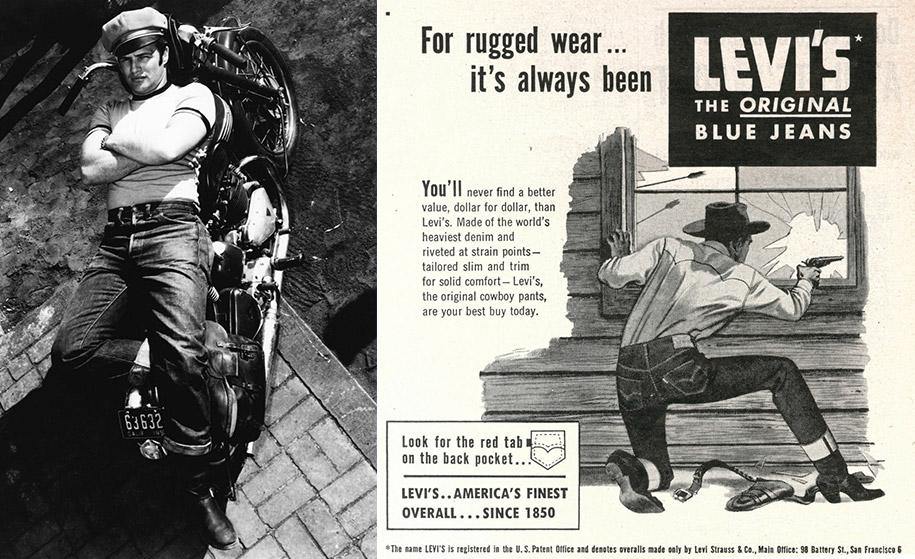 63632
For rugged wear...
it's always been
LEVI'S*
THE ORIGINAL
BLUE JEANS
You'll never find a better
value, dollar for dollar, than
Levi's. Made of the world's
heaviest denim and
riveted at strain points—
tailored slim and trim
for solid comfort—Levi's,
the original cowboy pants,
are your best buy today.
Look for the red tab
on the back pocket...
LEVI'S..AMERICA'S FINEST
OVERALL...SINCE 1850
*The name LEVI'S is registered in the U.S. Patent Office and denotes overalls made only by Levi Strauss & Co., Main Office: 98 Battery St., San Francisco 6